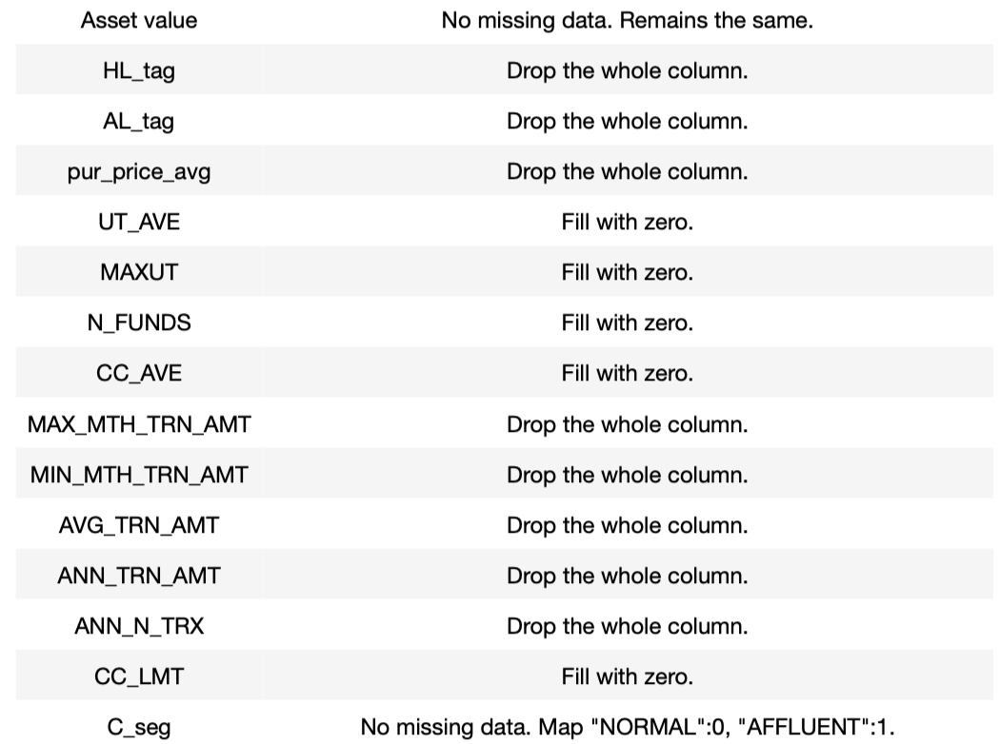 Asset value No missing data. Remains the same.
HL_tag Drop the whole column.
AL_tag Drop the whole column.
pur_price_avg Drop the whole column.
UT_AVE Fill with zero.
MAXUT Fill with zero.
N_FUNDS Fill with zero.
CC_AVE Fill with zero.
MAX_MTH_TRN_AMT Drop the whole column.
MIN_MTH_TRN_AMT Drop the whole column.
AVG_TRN_AMT Drop the whole column.
ANN_TRN_AMT Drop the whole column.
ANN_N_TRX Drop the whole column.
CC_LMT Fill with zero.
C_seg No missing data. Map "NORMAL":0, "AFFLUENT":1.